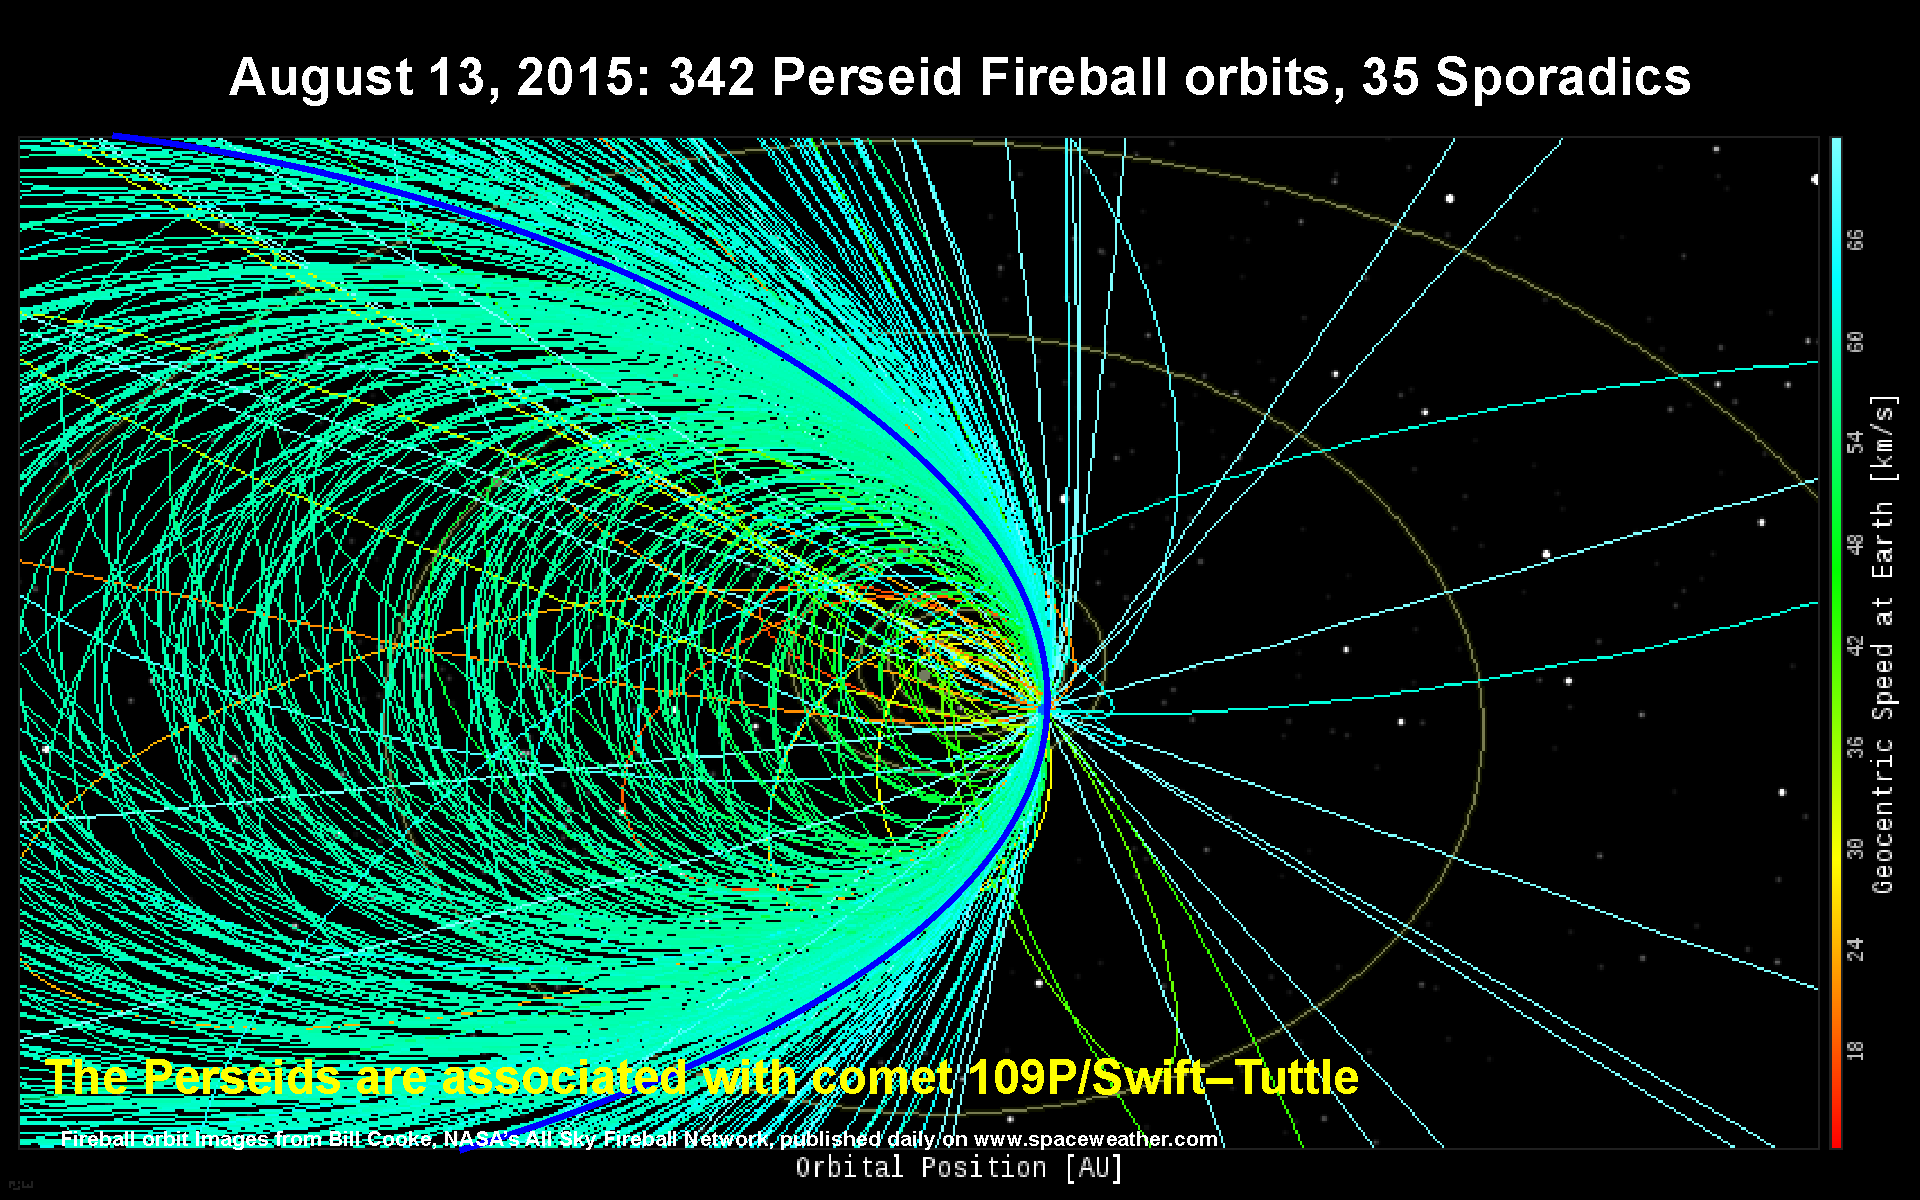 August 13, 2015: 342 Perseid Fireball orbits, 35 Sporadics
66
60
54
48
42
36
30
24
18
Geocentric Speed at Earth [km/s]
The Perseids are associated with comet 109P/Swift–Tuttle
Fireball orbit Images from Bill Cooke, NASA's All Sky Fireball Network, published daily on www.spaceweather.com
Orbital Position [AU]